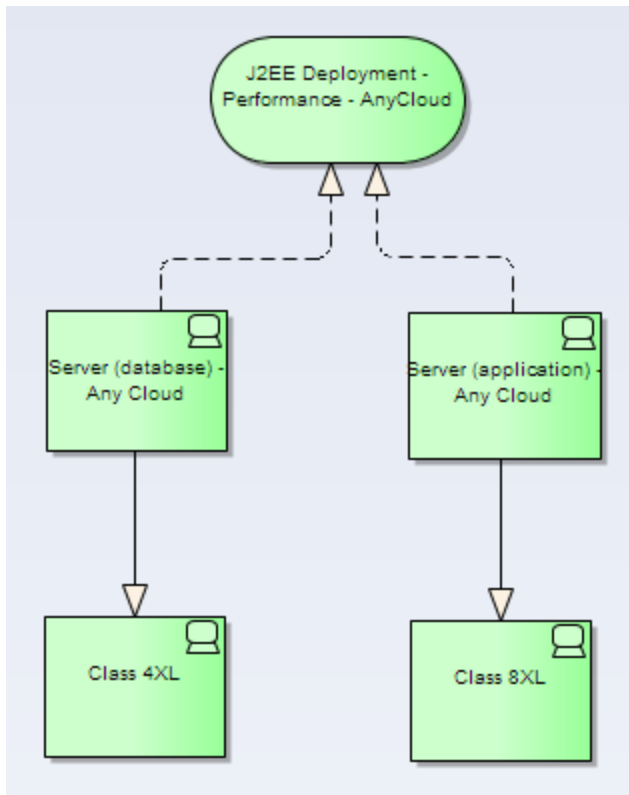 J2EE Deployment -
Performance - AnyCloud
Server (database) -
Any Cloud
Server (application) -
Any Cloud
Class 4XL
Class 8XL